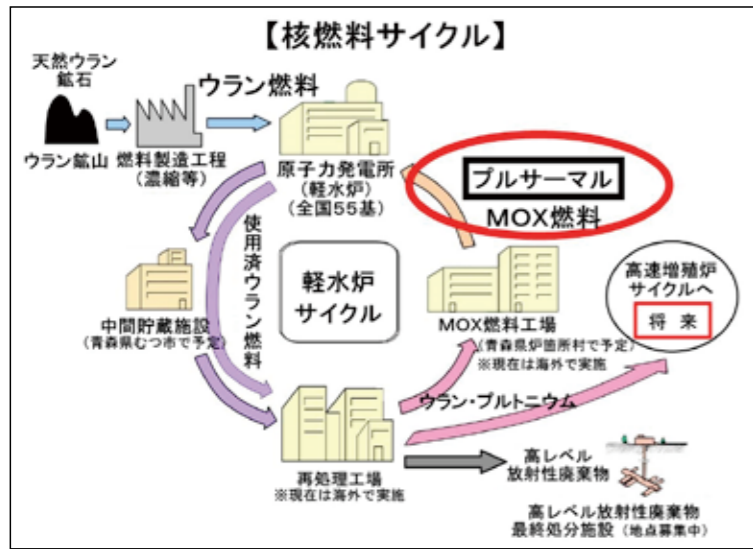 【核燃料サイクル】
天然ウラン
鉱石
ウラン燃料
ウラン鉱山
燃料製造工程
(濃縮等)
原子力発電所
(軽水炉)
(全国55基)
プルサーマル
MOX燃料
使用済ウラン燃料
軽水炉
サイクル
高速増殖炉
サイクルへ
将 来
中間貯蔵施設
(青森県むつ市で予定)
MOX燃料工場
(青森県炉箇所村で予定)
※現在は海外で実施
ウラン・プルトニウム
再処理工場
※現在は海外で実施
高レベル
放射性廃棄物
高レベル放射性廃棄物
最終処分施設 (地点募集中)